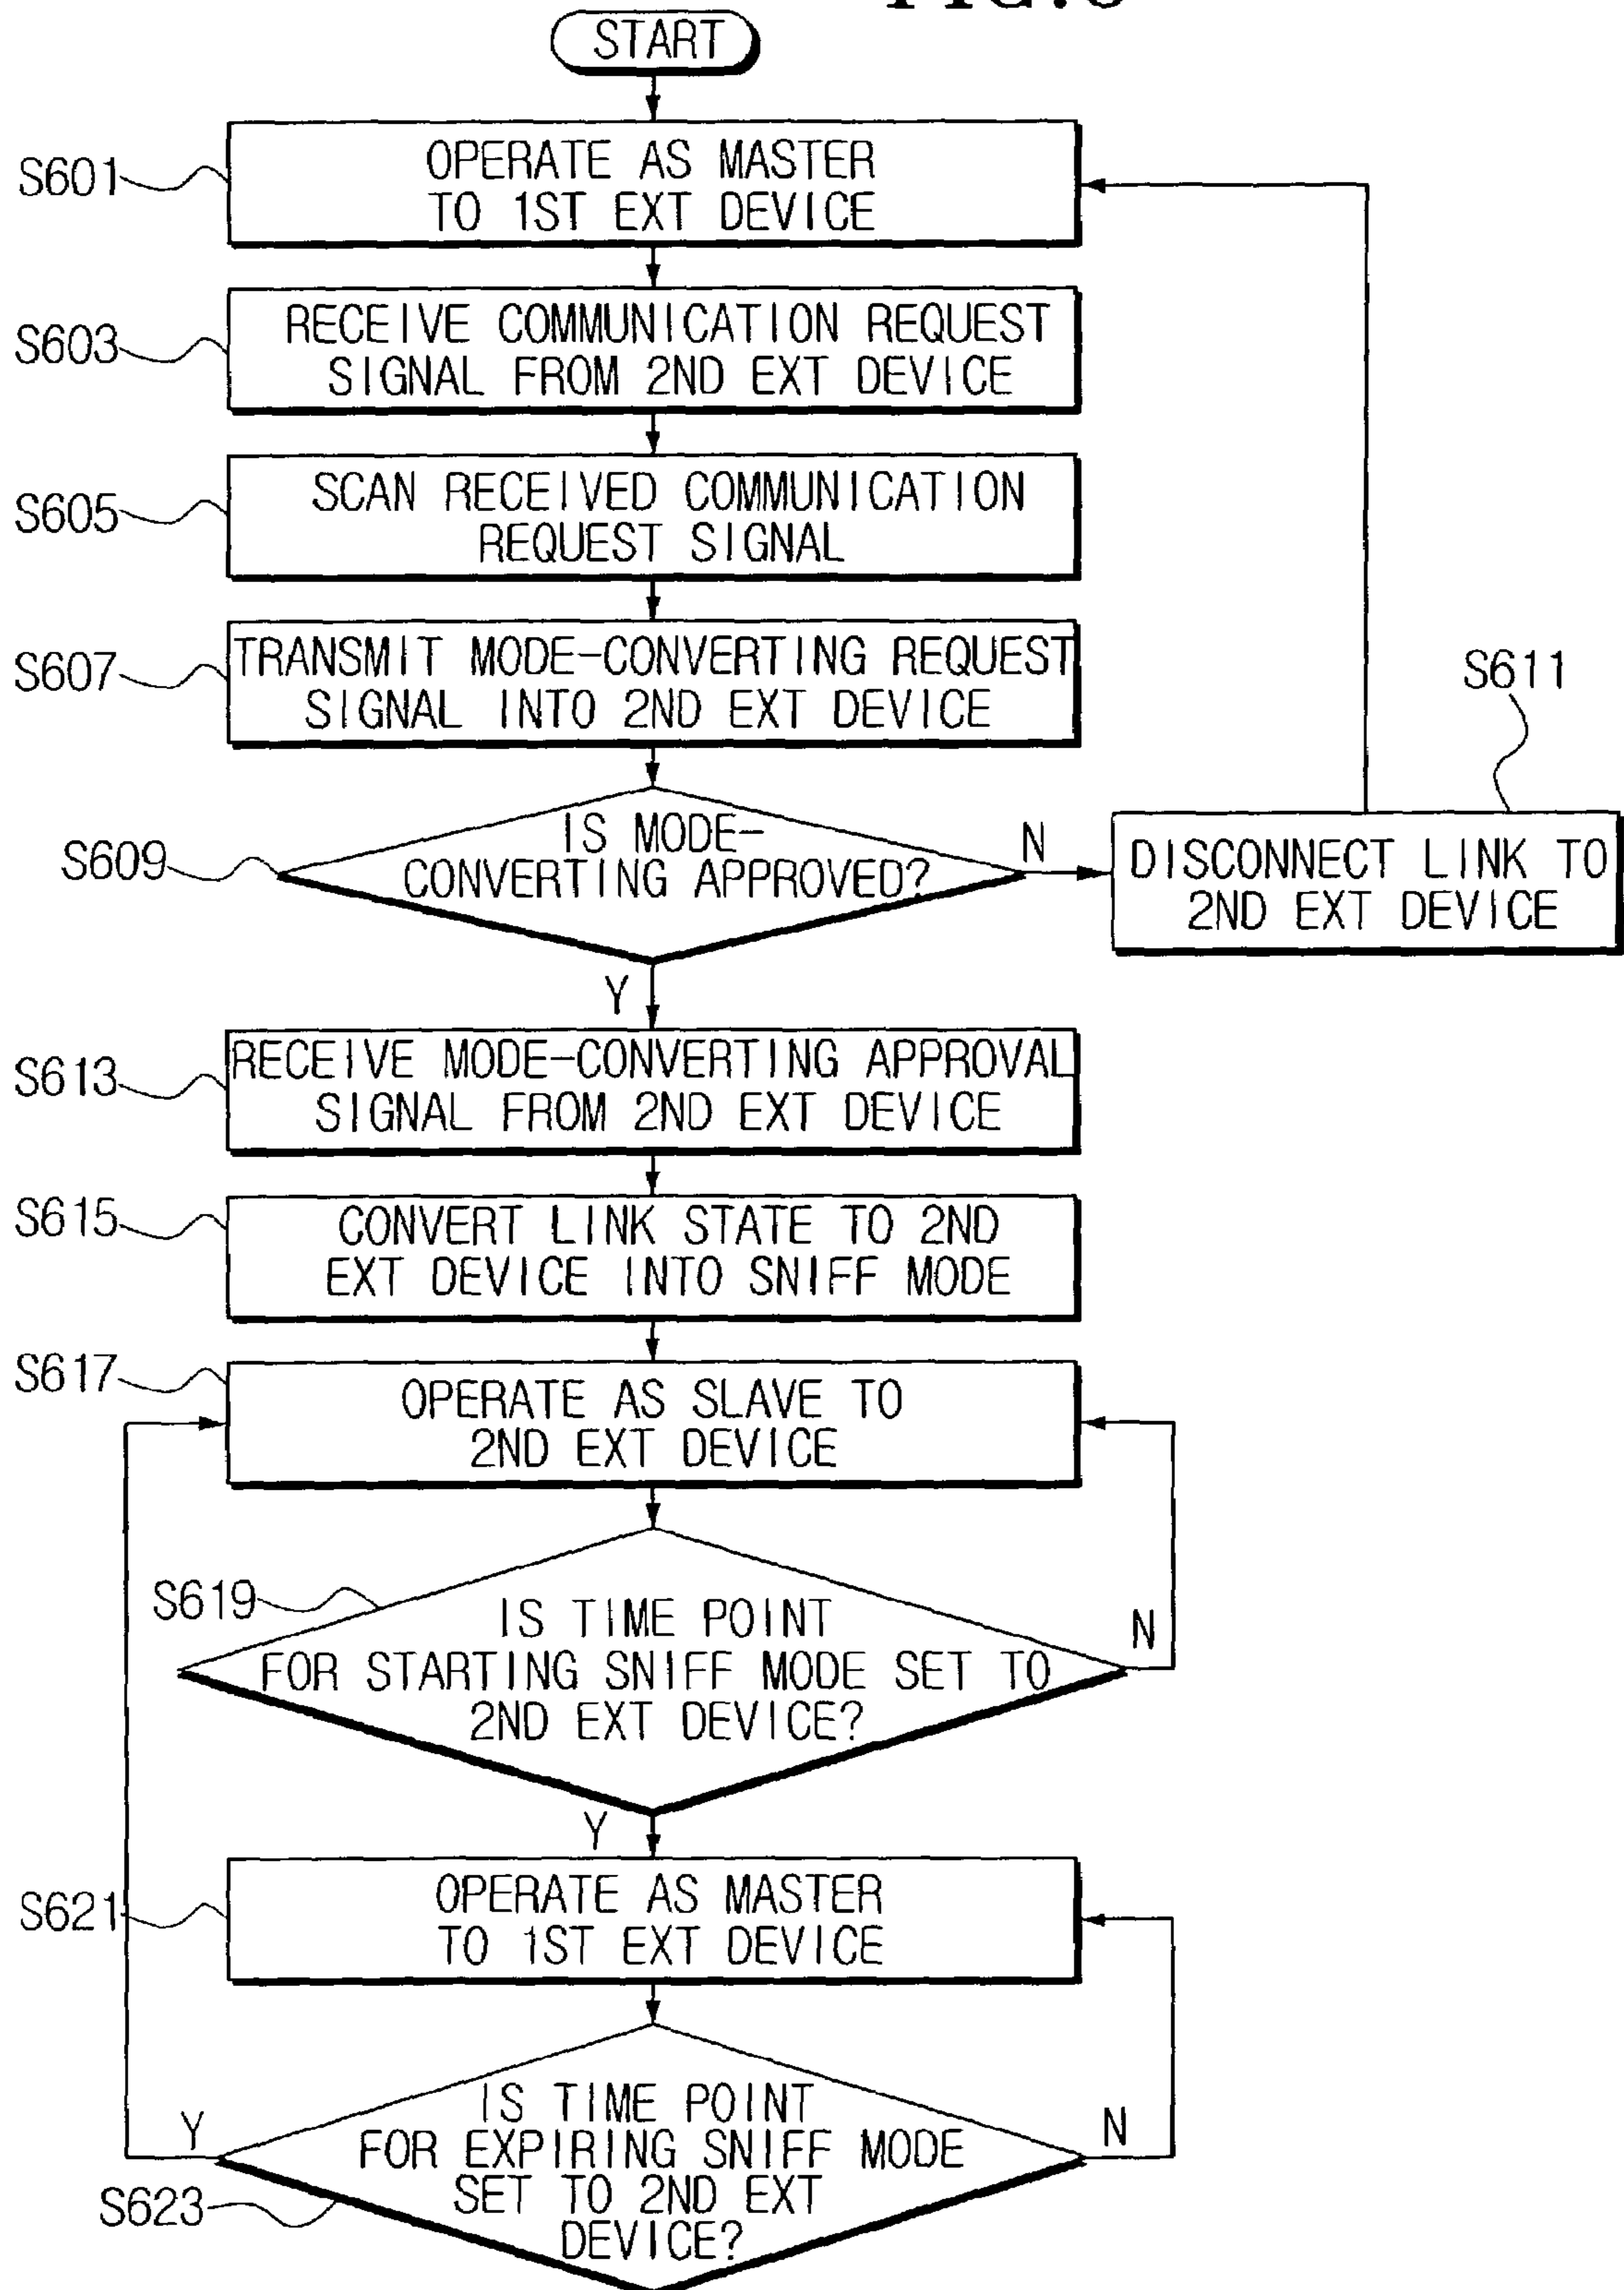 START
S601
OPERATE AS MASTER
TO 1ST EXT DEVICE
S603
RECEIVE COMMUNICATION REQUEST
SIGNAL FROM 2ND EXT DEVICE
S605
SCAN RECEIVED COMMUNICATION
REQUEST SIGNAL
S607
TRANSMIT MODE-CONVERTING REQUEST
SIGNAL INTO 2ND EXT DEVICE
S609
IS MODE-
CONVERTING APPROVED?
N
S611
DISCONNECT LINK TO
2ND EXT DEVICE
Y
S613
RECEIVE MODE-CONVERTING APPROVAL
SIGNAL FROM 2ND EXT DEVICE
S615
CONVERT LINK STATE TO 2ND
EXT DEVICE INTO SNIFF MODE
S617
OPERATE AS SLAVE TO
2ND EXT DEVICE
S619
IS TIME POINT
FOR STARTING SNIFF MODE SET TO
2ND EXT DEVICE?
N
Y
S621
OPERATE AS MASTER
TO 1ST EXT DEVICE
S623
IS TIME POINT
FOR EXPIRING SNIFF MODE
SET TO 2ND EXT
DEVICE?
Y
N